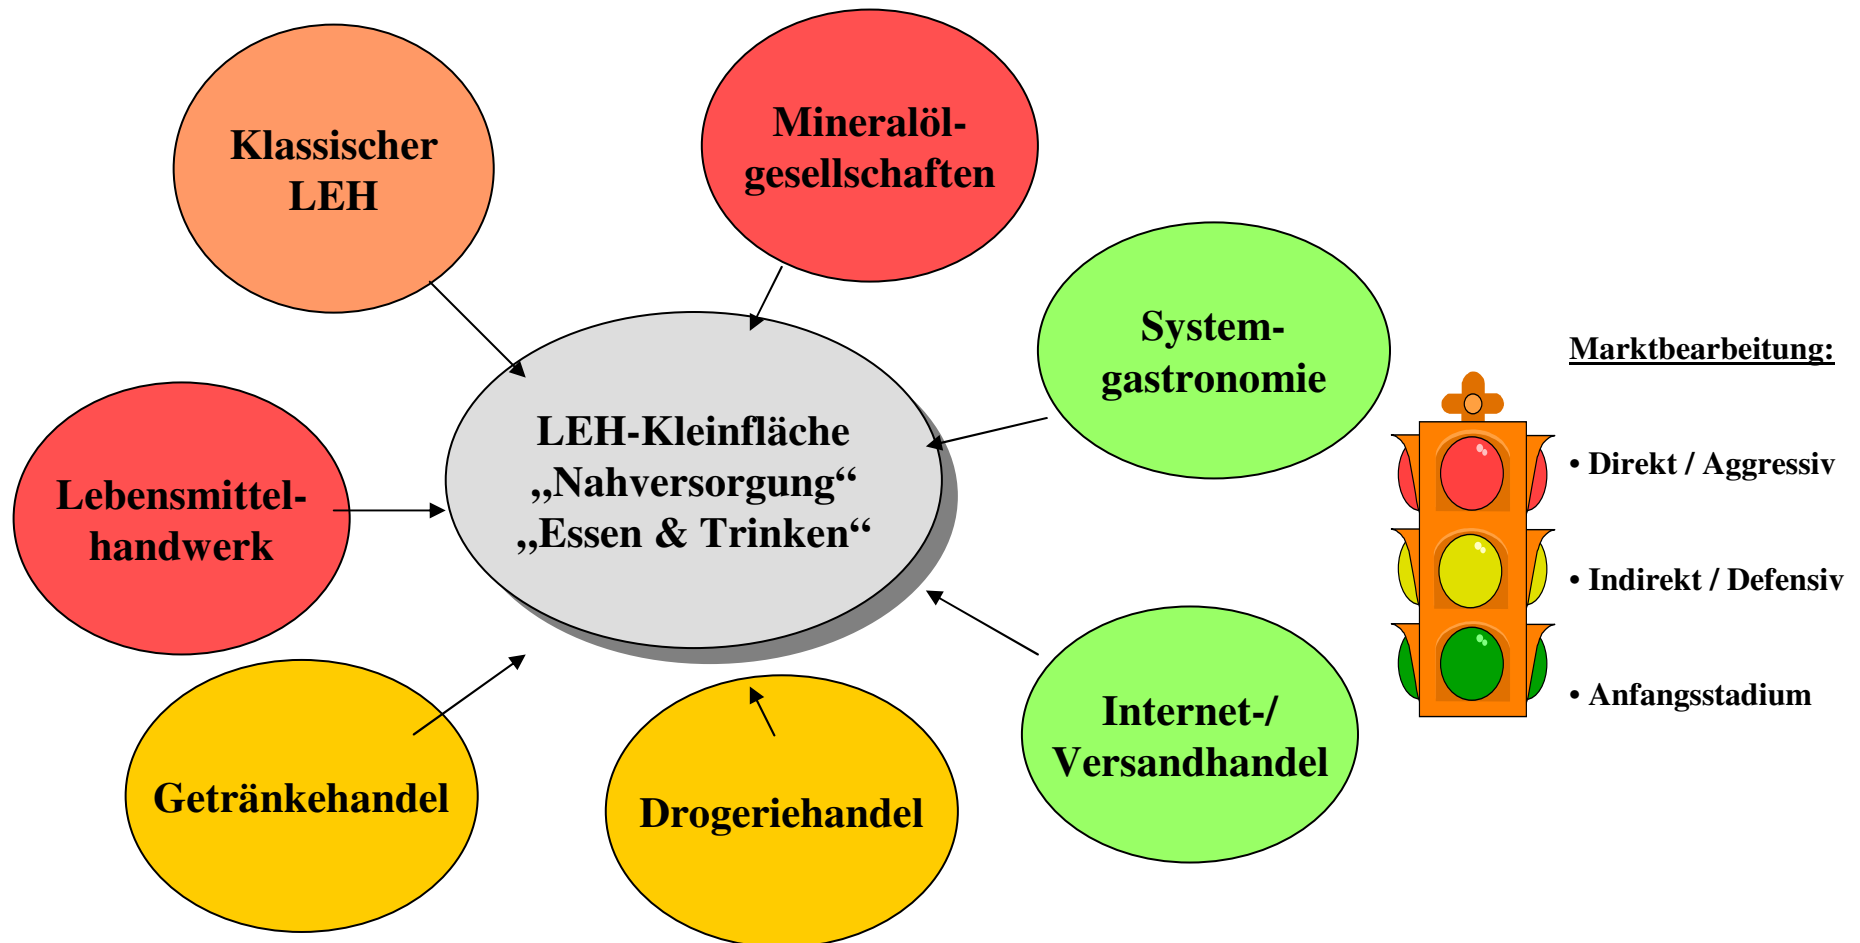 Klassischer
LEH
Mineralöl-
gesellschaften
System-
gastronomie
LEH-Kleinfläche
„Nahversorgung“
„Essen & Trinken“
Lebensmittel-
handwerk
Getränkehandel
Drogeriehandel
Internet-/
Versandhandel
Marktbearbeitung:
• Direkt / Aggressiv
• Indirekt / Defensiv
• Anfangsstadium